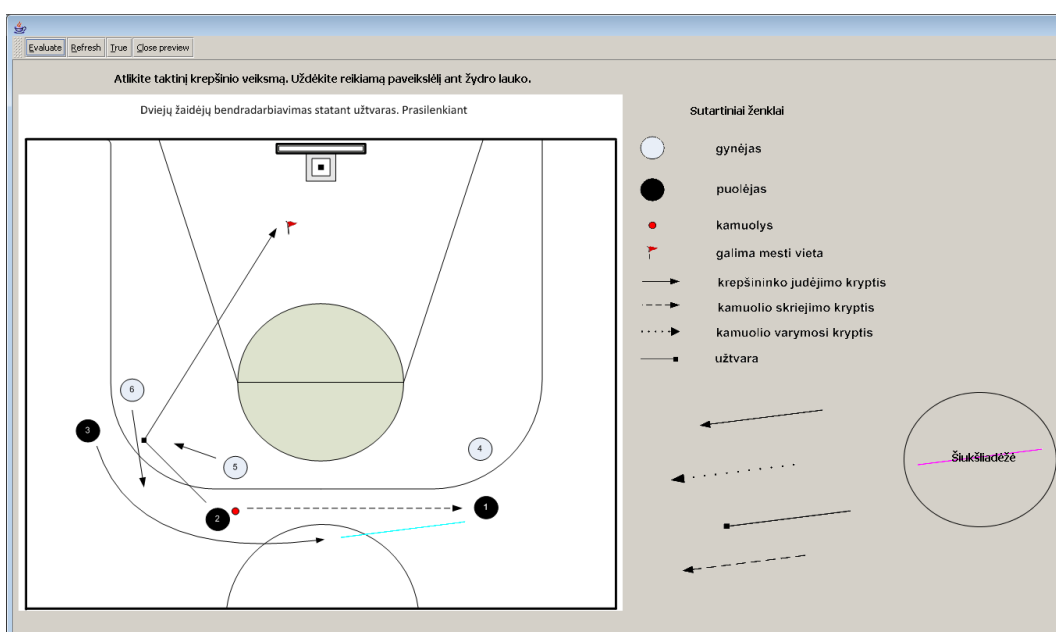 Evaluate Refresh True Close preview
Atlikite taktinį krepšinio veiksmą. Uždėkite reikiamą paveikslėlį ant žydro lauko.
Dviejų žaidėjų bendradarbiavimas statant užtvaras. Prasilenkiant
Sutartiniai ženklai
gynėjas
puolėjas
kamuolys
galima mesti vieta
krepšininko judėjimo kryptis
kamuolio skriejimo kryptis
kamuolio varymosi kryptis
užtvara
6
3
4
5
2
1
Šiukšliadėžė